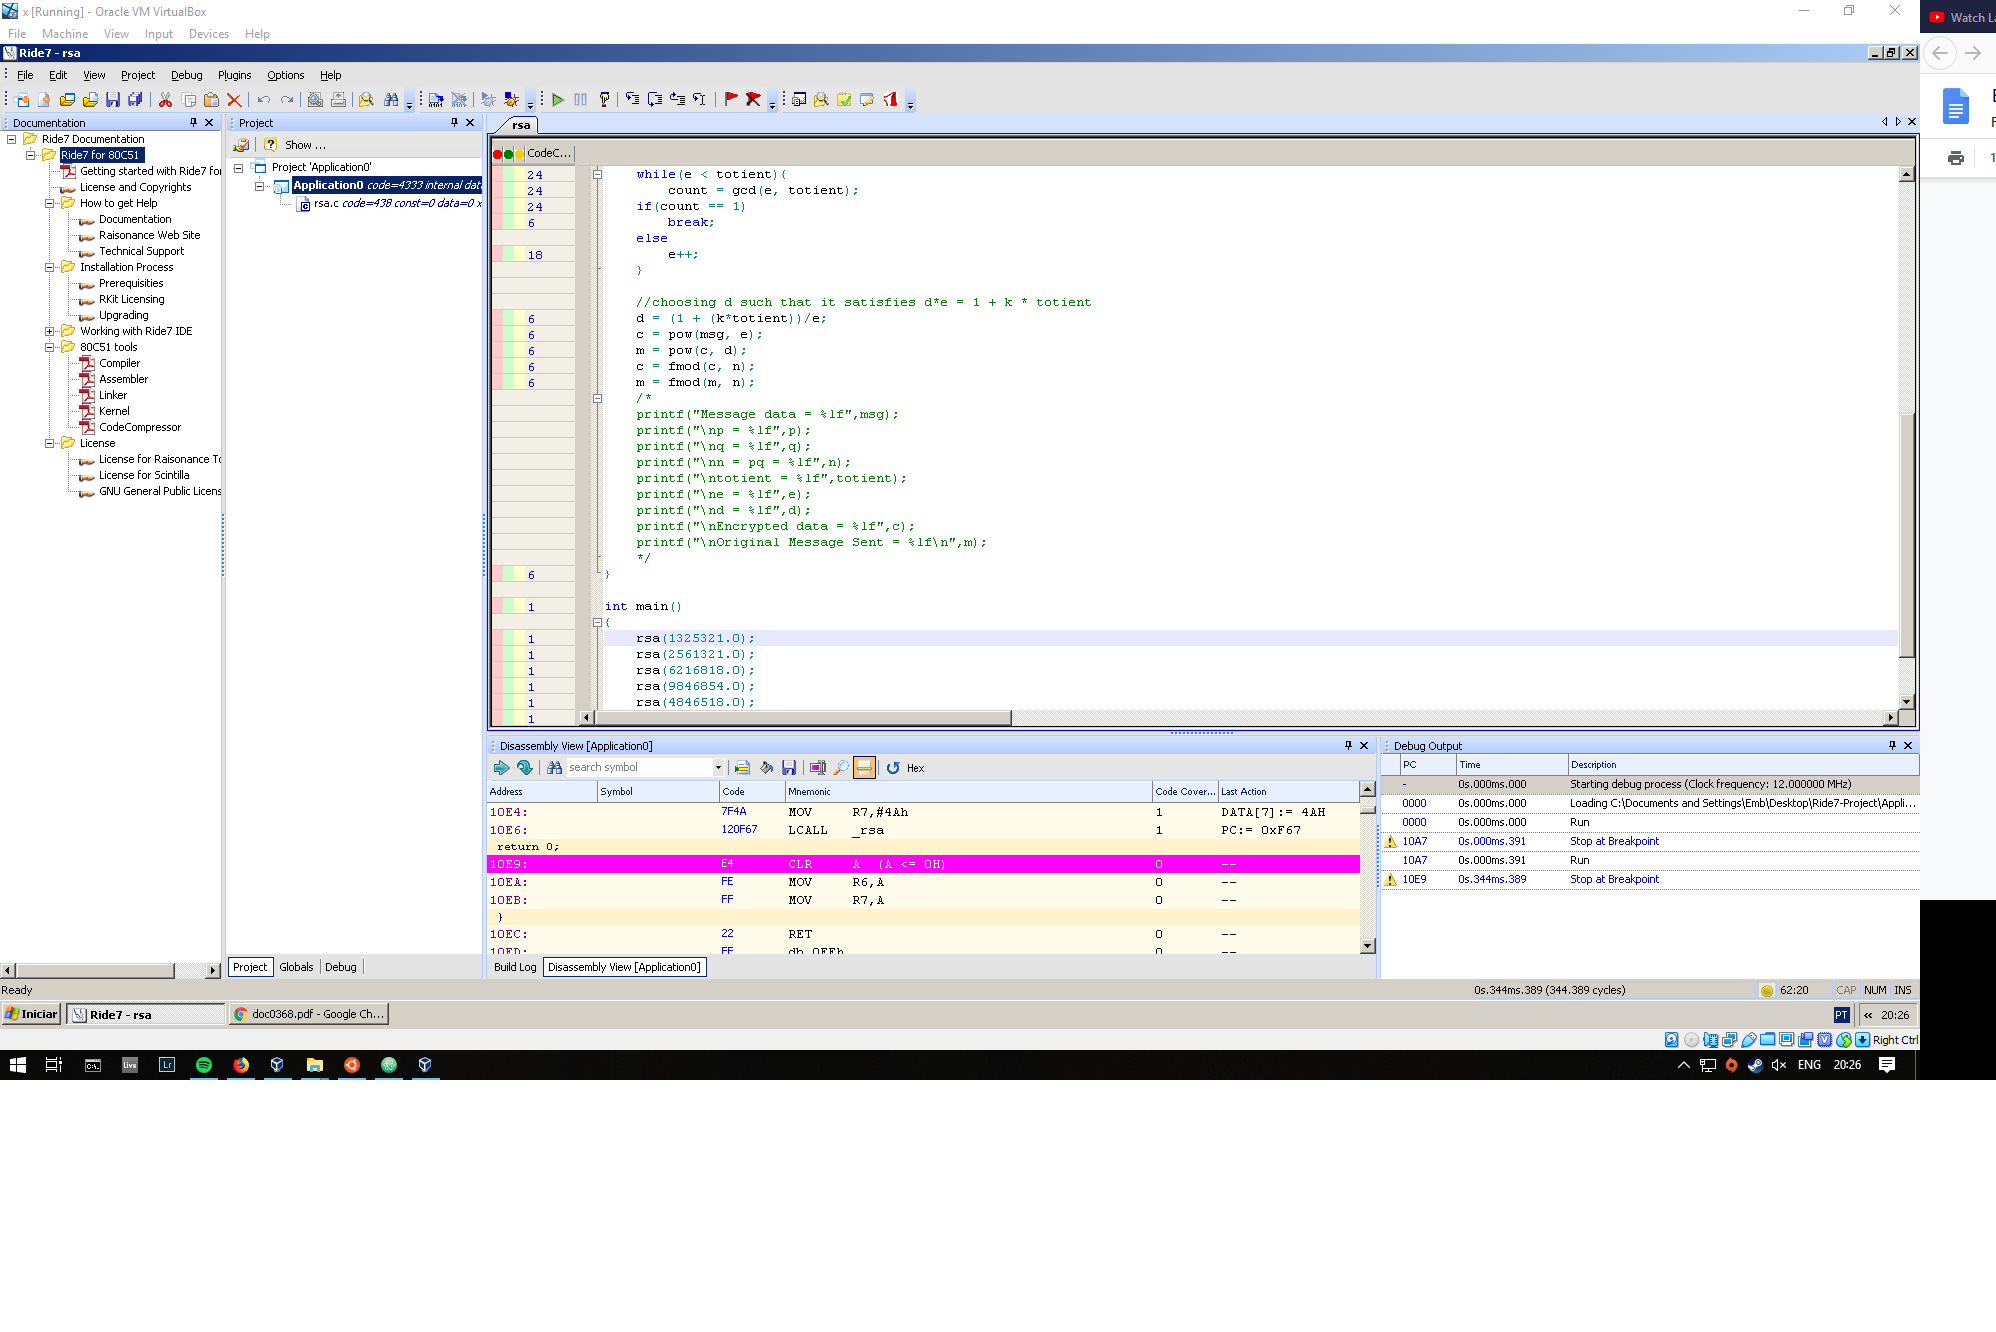 x [Running] - Oracle VM VirtualBox
File Machine View Input Devices Help
Ride7 - rsa
File Edit View Project Debug Plugins Options Help
Documentation
Ride7 Documentation
Ride7 for 80C51
Getting started with Ride7 for
License and Copyrights
How to get Help
Documentation
Raisonance Web Site
Technical Support
Installation Process
Prerequisities
RKit Licensing
Upgrading
Working with Ride7 IDE
80C51 tools
Compiler
Assembler
Linker
Kernel
CodeCompressor
License
License for Raisonance To
License for Scintilla
GNU General Public Licens
Project
Show ...
Project 'Application0'
Application0 code=4333 internal dat
rsa.c code=438 const=0 data=0 x
Project Globals Debug
rsa
CodeC...
24 while(e < totient){
24 count = gcd(e, totient);
24 if(count == 1)
6 break;
else
18 e++;
}
//choosing d such that it satisfies d*e = 1 + k * totient
6 d = (1 + (k*totient))/e;
6 c = pow(msg, e);
6 m = pow(c, d);
6 c = fmod(c, n);
6 m = fmod(m, n);
/*
printf("Message data = %lf",msg);
printf("\np = %lf",p);
printf("\nq = %lf",q);
printf("\nn = pq = %lf",n);
printf("\ntotient = %lf",totient);
printf("\ne = %lf",e);
printf("\nd = %lf",d);
printf("\nEncrypted data = %lf",c);
printf("\nOriginal Message Sent = %lf\n",m);
*/
6 }
1 int main()
{
1 rsa(1325321.0);
1 rsa(2561321.0);
1 rsa(6216818.0);
1 rsa(9846854.0);
1 rsa(4846518.0);
1
Disassembly View [Application0]
search symbol
Hex
Address Symbol Code Mnemonic Code Cover... Last Action
10E4: 7F4A MOV R7,#4Ah 1 DATA[7]:= 4AH
10E6: 120F67 LCALL _rsa 1 PC:= 0xF67
return 0;
10E9: E4 CLR A (A <= 0H) 0 --
10EA: FE MOV R6,A 0 --
10EB: FF MOV R7,A 0 --
}
10EC: 22 RET 0 --
10ED: FF db 0FFh 0 --
Build Log Disassembly View [Application0]
Debug Output
PC Time Description
- 0s.000ms.000 Starting debug process (Clock frequency: 12.000000 MHz)
0000 0s.000ms.000 Loading C:\Documents and Settings\Emb\Desktop\Ride7-Project\Appli...
0000 0s.000ms.000 Run
10A7 0s.000ms.391 Stop at Breakpoint
10A7 0s.000ms.391 Run
10E9 0s.344ms.389 Stop at Breakpoint
Ready
0s.344ms.389 (344.389 cycles) 62:20 CAP NUM INS
Iniciar Ride7 - rsa doc0368.pdf - Google Ch... PT « 20:26
Right Ctrl
C:\ Live Lr ENG 20:26
Watch L